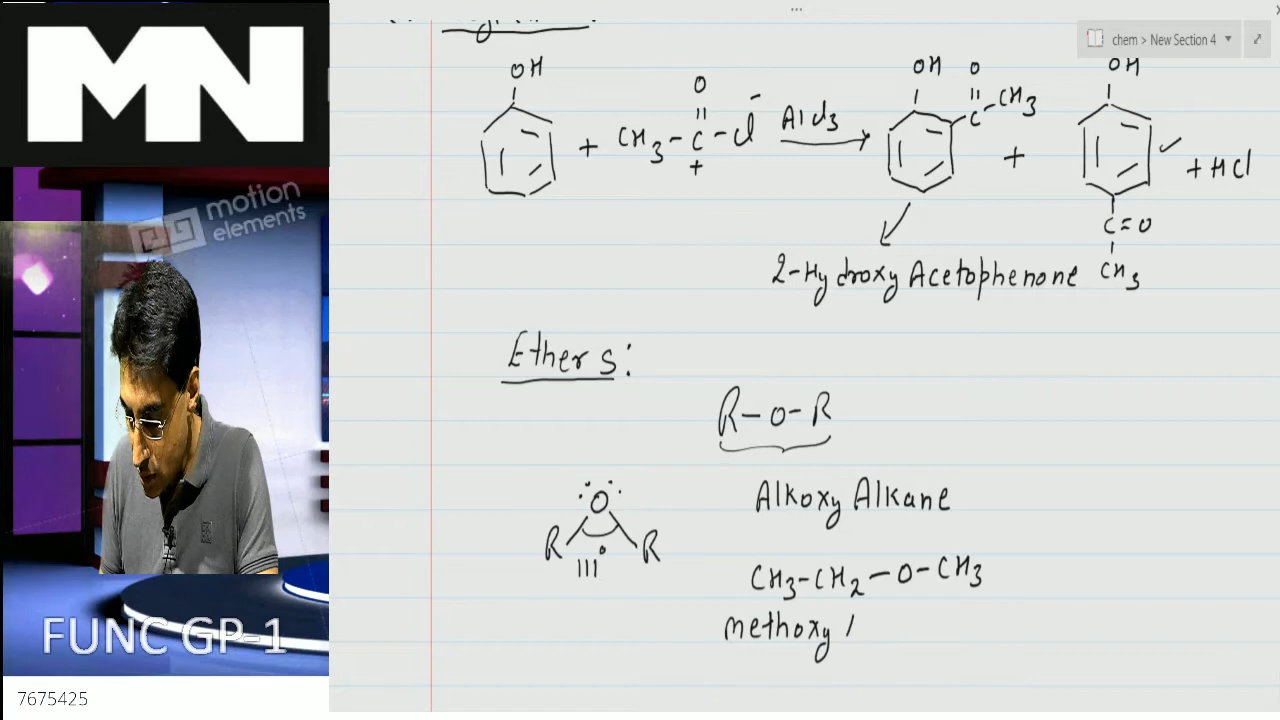 MN
motion
elements
FUNC GP-1
7675425
chem > New Section 4
OH
+ CH3-C-Cl
O
+
-
AlCl3
OH
O
C-CH3
+
OH
C=O
CH3
+ HCl
2-Hydroxy Acetophenone
Ethers:
R-O-R
O
R R
111°
Alkoxy Alkane
CH3-CH2-O-CH3
methoxy